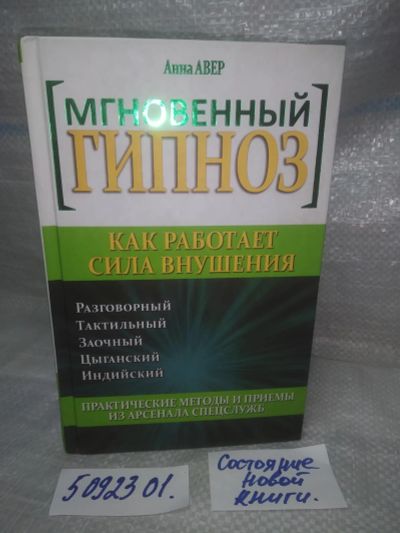 Анна АВЕР
[МГНОВЕННЫЙ
ГИПНОЗ]
КАК РАБОТАЕТ
СИЛА ВНУШЕНИЯ
Разговорный
Тактильный
Заочный
Цыганский
Индийский
ПРАКТИЧЕСКИЕ МЕТОДЫ И ПРИЕМЫ
ИЗ АРСЕНАЛА СПЕЦСЛУЖБ
5092301.
Состояние
новой
книги.